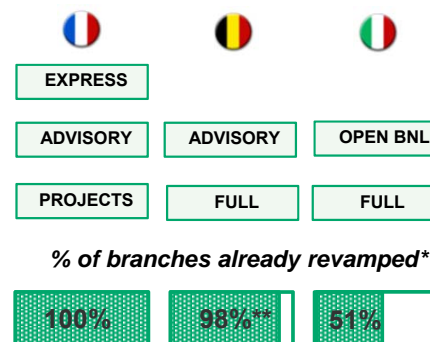 EXPRESS
ADVISORY ADVISORY OPEN BNL
PROJECTS FULL FULL
% of branches already revamped*
100% 98%** 51%